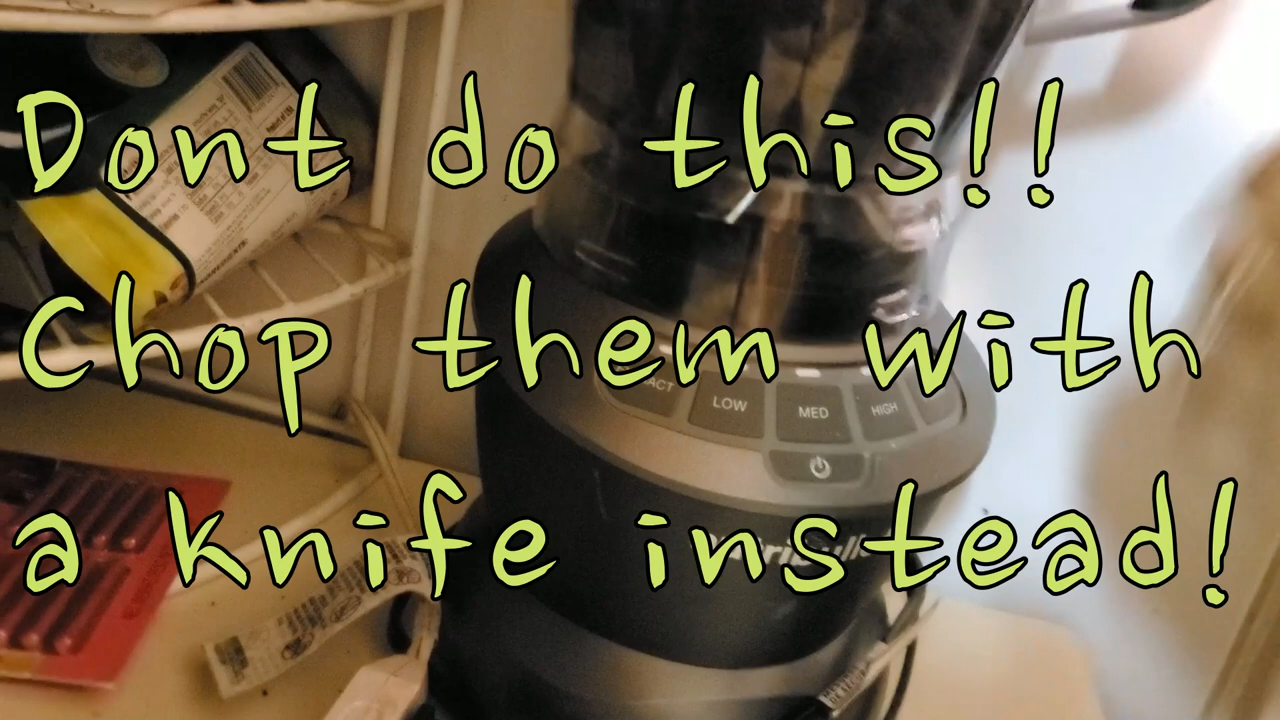 Dont do this!!
Chop them with
a knife instead!
LOW MED HIGH